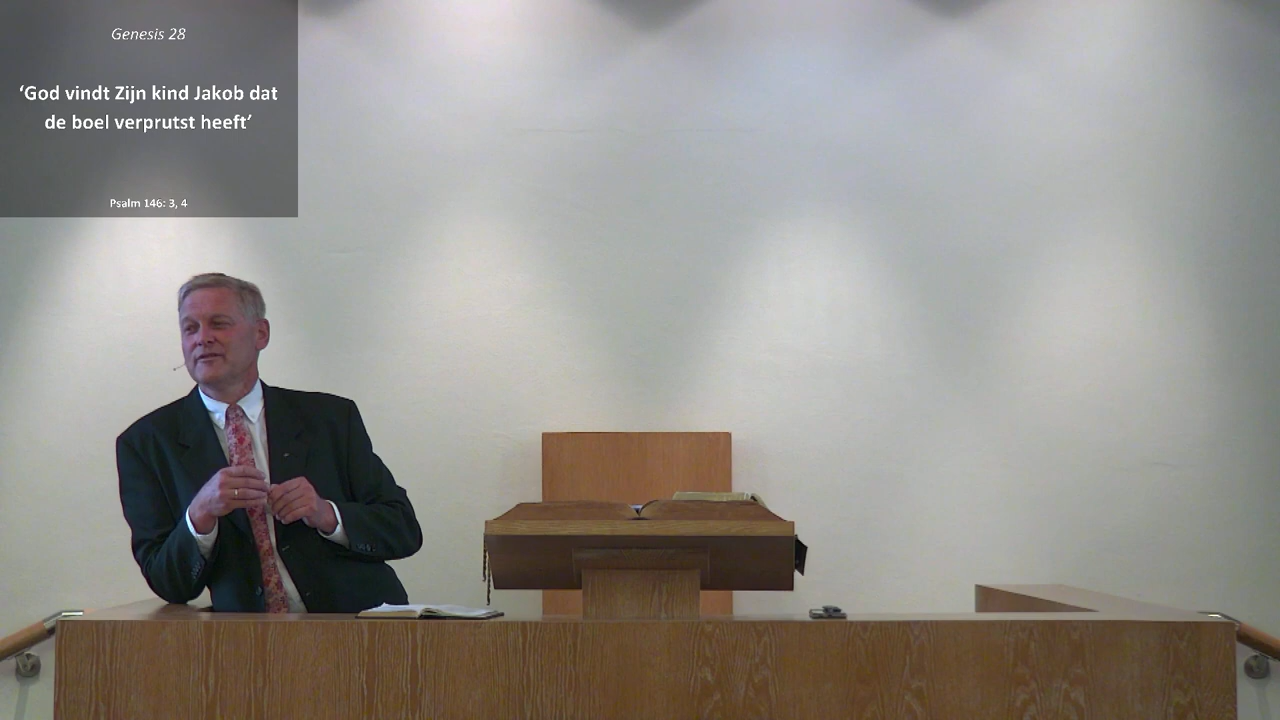 Genesis 28
‘God vindt Zijn kind Jakob dat
de boel verprutst heeft’
Psalm 146: 3, 4